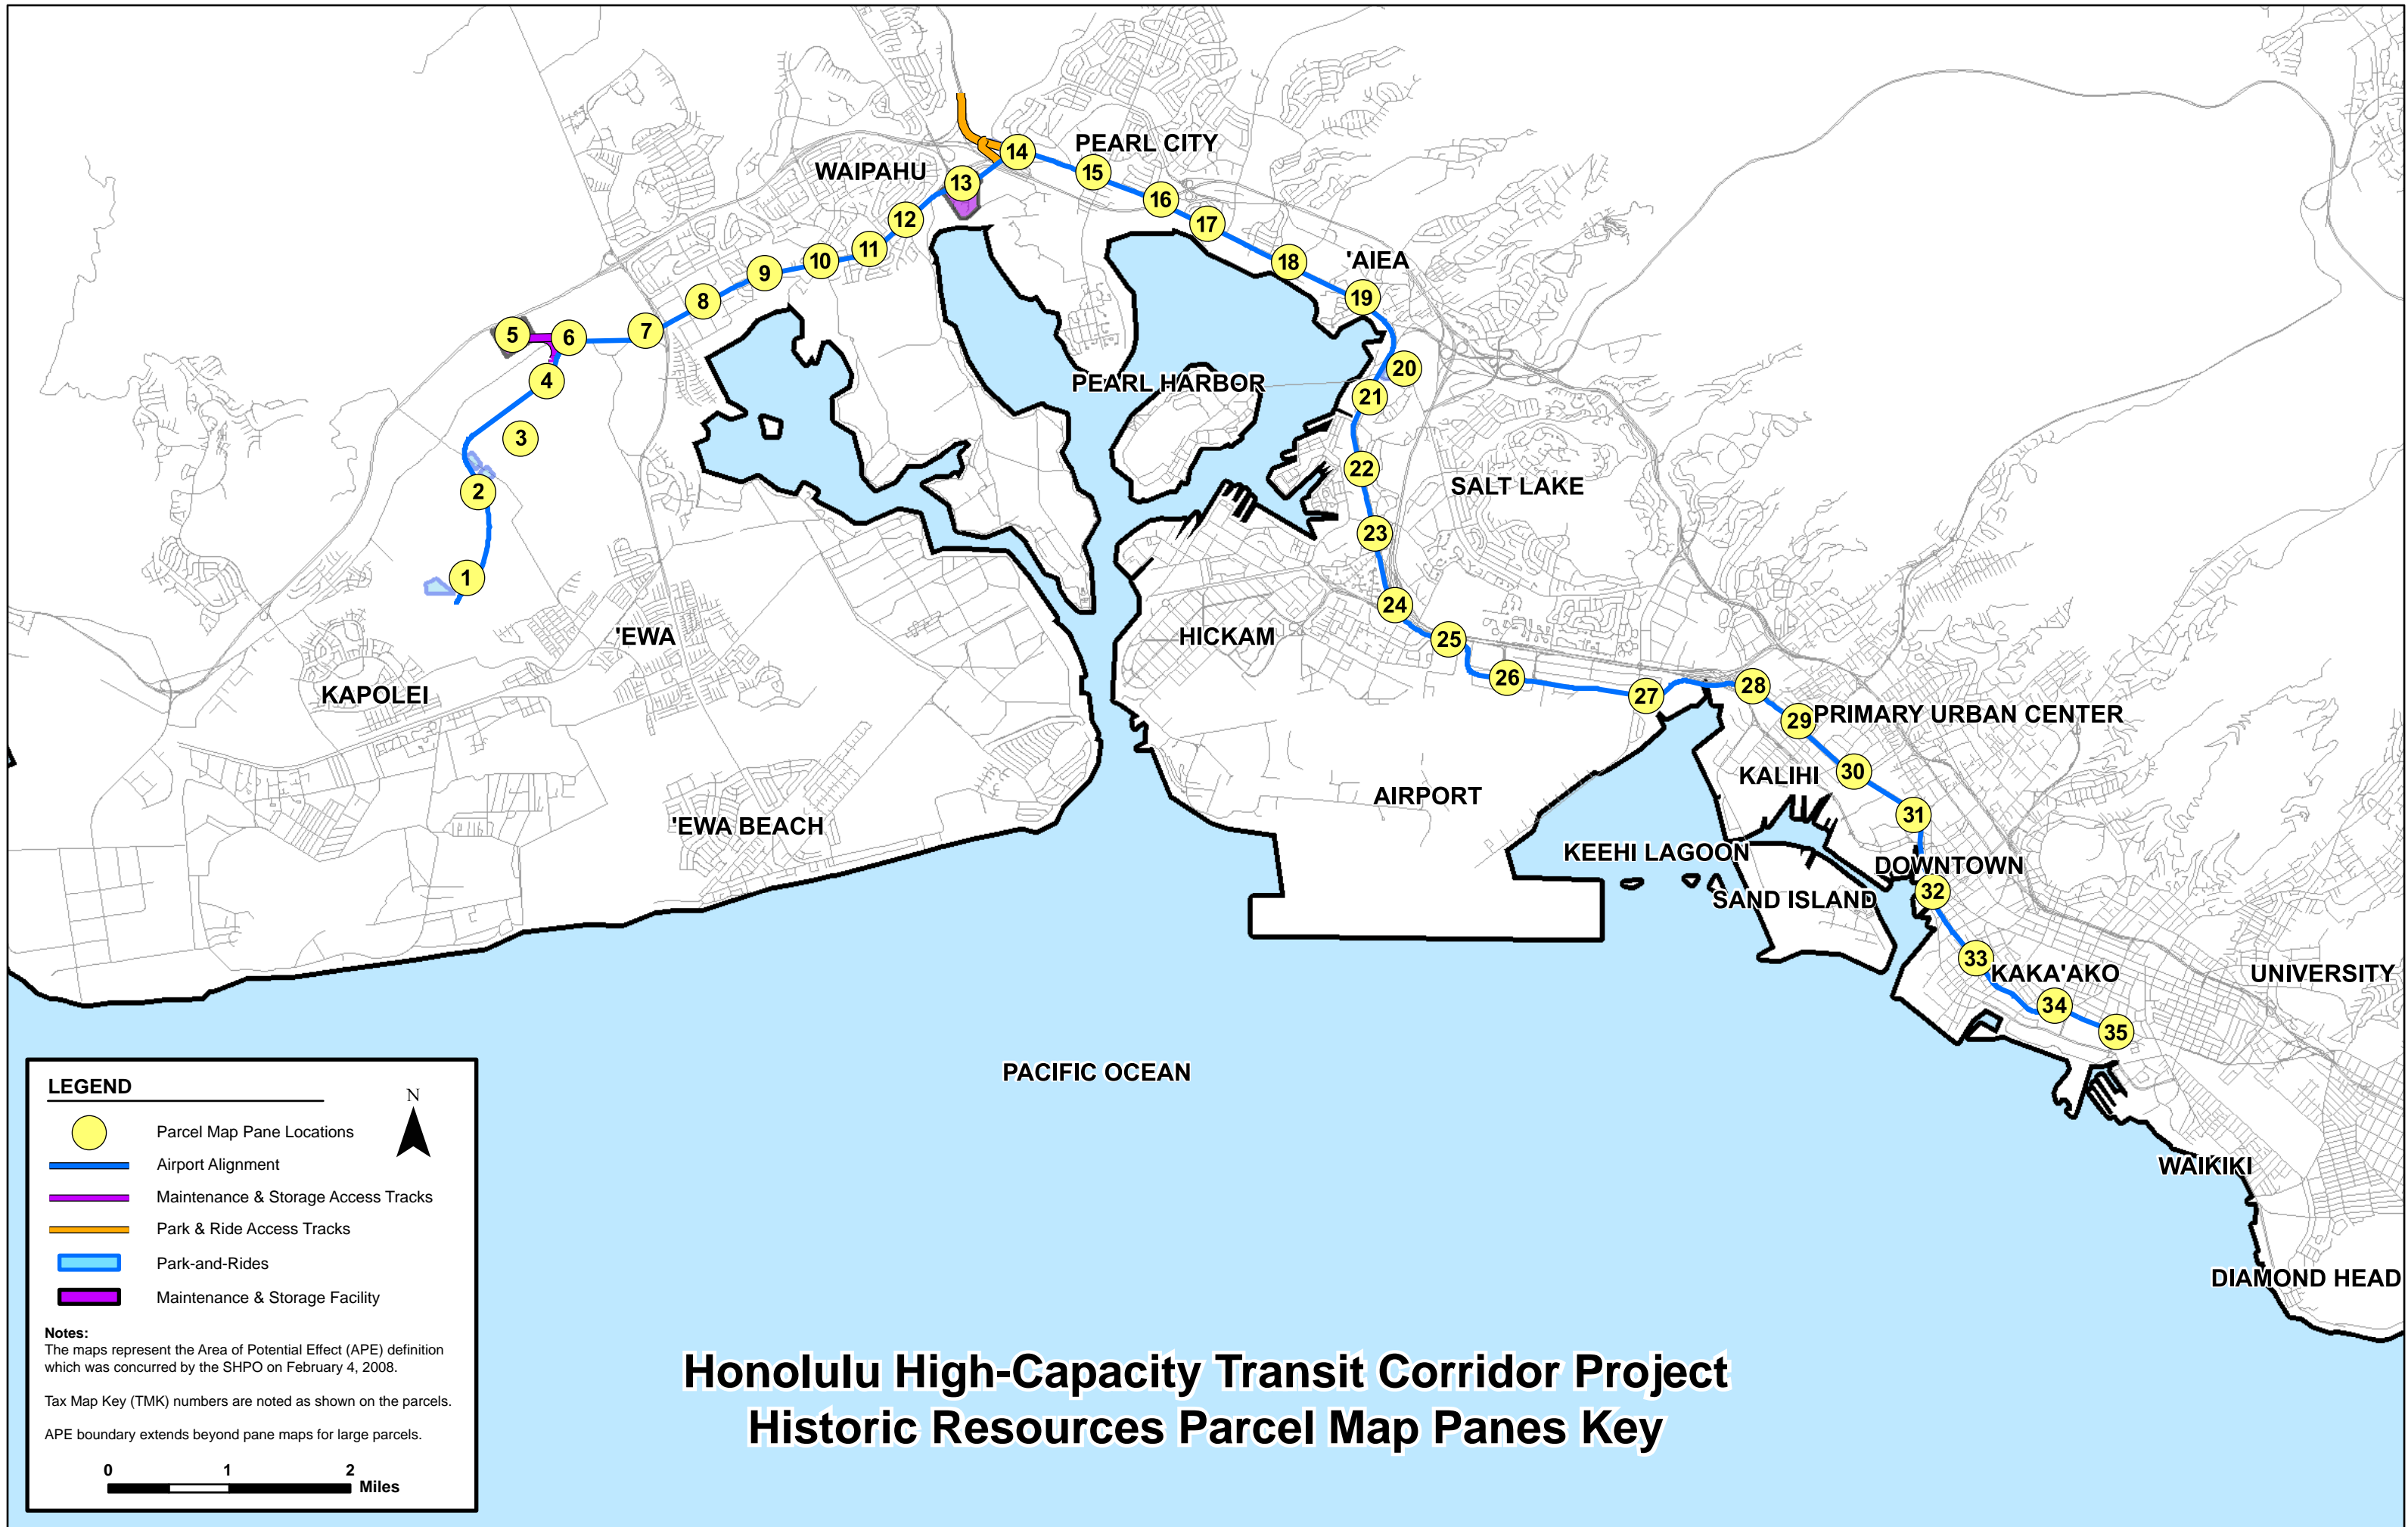 14
PEARL CITY
15
WAIPAHU
13
16
12
17
11
10
9
18
'AIEA
8
19
7
5
6
20
4
PEARL HARBOR
21
3
22
2
SALT LAKE
23
1
24
'EWA
HICKAM
25
26
28
KAPOLEI
27
29
PRIMARY URBAN CENTER
30
KALIHI
AIRPORT
31
'EWA BEACH
KEEHI LAGOON
DOWNTOWN
32
SAND ISLAND
33
KAKA'AKO
UNIVERSITY
34
35
PACIFIC OCEAN
WAIKIKI
DIAMOND HEAD
LEGEND
N
Parcel Map Pane Locations
Airport Alignment
Maintenance & Storage Access Tracks
Park & Ride Access Tracks
Park-and-Rides
Maintenance & Storage Facility
Notes:
The maps represent the Area of Potential Effect (APE) definition
which was concurred by the SHPO on February 4, 2008.
Tax Map Key (TMK) numbers are noted as shown on the parcels.
APE boundary extends beyond pane maps for large parcels.
0 1 2
Miles
Honolulu High-Capacity Transit Corridor Project
Historic Resources Parcel Map Panes Key